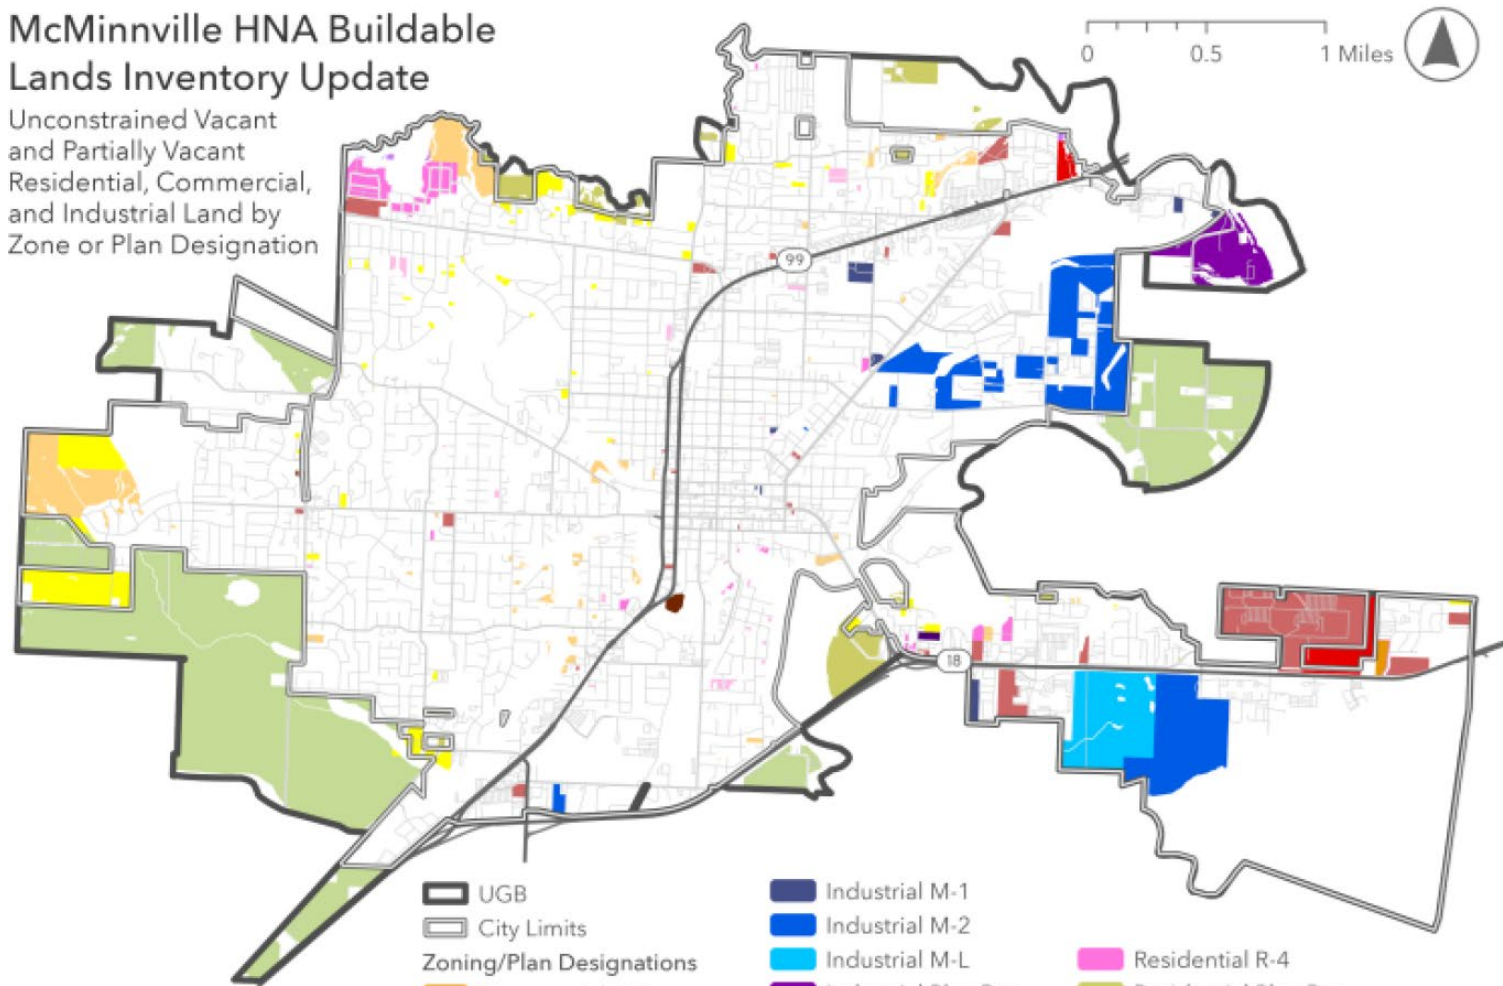 McMinnville HNA Buildable
Lands Inventory Update
Unconstrained Vacant
and Partially Vacant
Residential, Commercial,
and Industrial Land by
Zone or Plan Designation
0 0.5 1 Miles
99
18
UGB
City Limits
Zoning/Plan Designations
Industrial M-1
Industrial M-2
Industrial M-L
Residential R-4